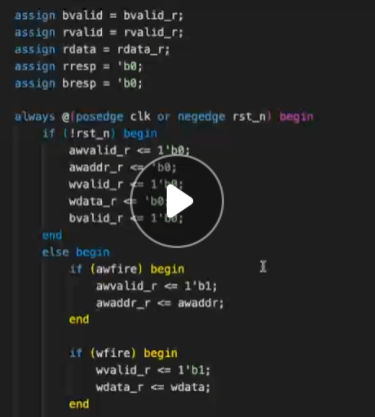 assign bvalid = bvalid_r;
assign rvalid = rvalid_r;
assign rdata = rdata_r;
assign rresp = 'b0;
assign bresp = 'b0;
always @(posedge clk or negedge rst_n) begin
if (!rst_n) begin
awvalid_r <= 1'b0;
awaddr_r <= 'b0;
wvalid_r <= 1'b0;
wdata_r <= 'b0;
bvalid_r <= 1'b0;
end
else begin
if (awfire) begin
awvalid_r <= 1'b1;
awaddr_r <= awaddr;
end
if (wfire) begin
wvalid_r <= 1'b1;
wdata_r <= wdata;
end